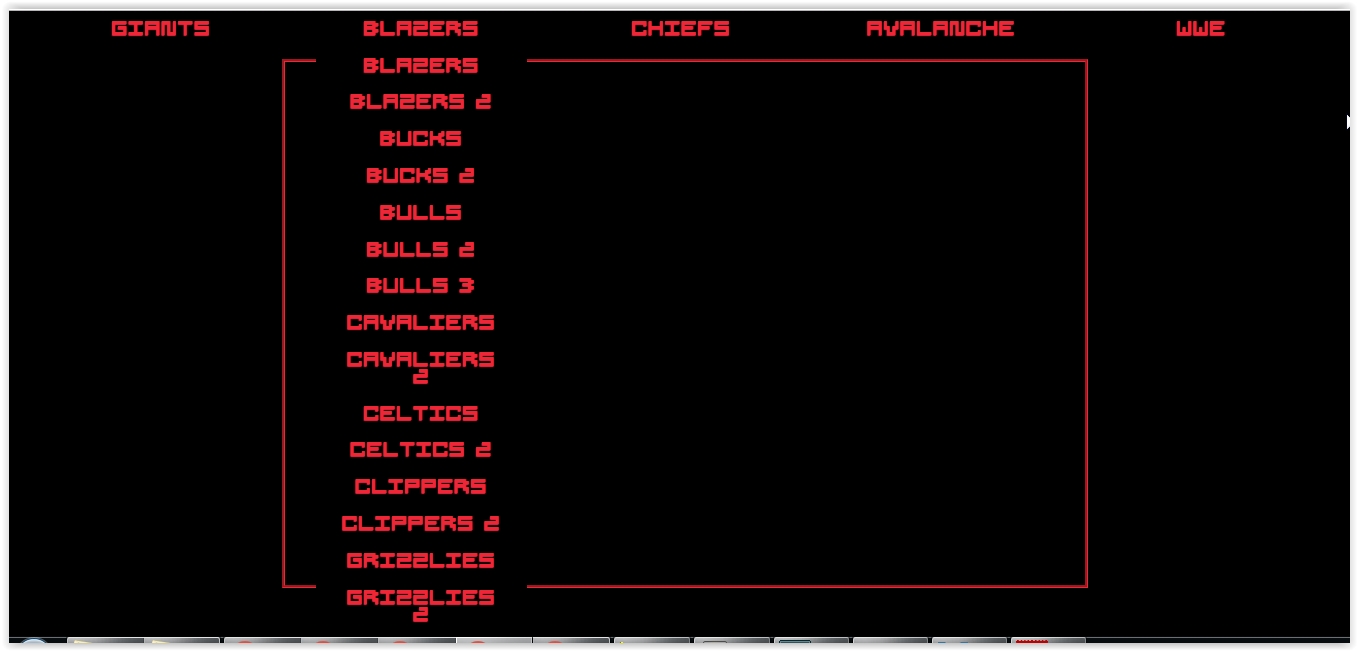 GIANTS BLAZERS CHIEFS AVALANCHE WWE
BLAZERS
BLAZERS 2
BUCKS
BUCKS 2
BULLS
BULLS 2
BULLS 3
CAVALIERS
CAVALIERS
2
CELTICS
CELTICS 2
CLIPPERS
CLIPPERS 2
GRIZZLIES
GRIZZLIES
2